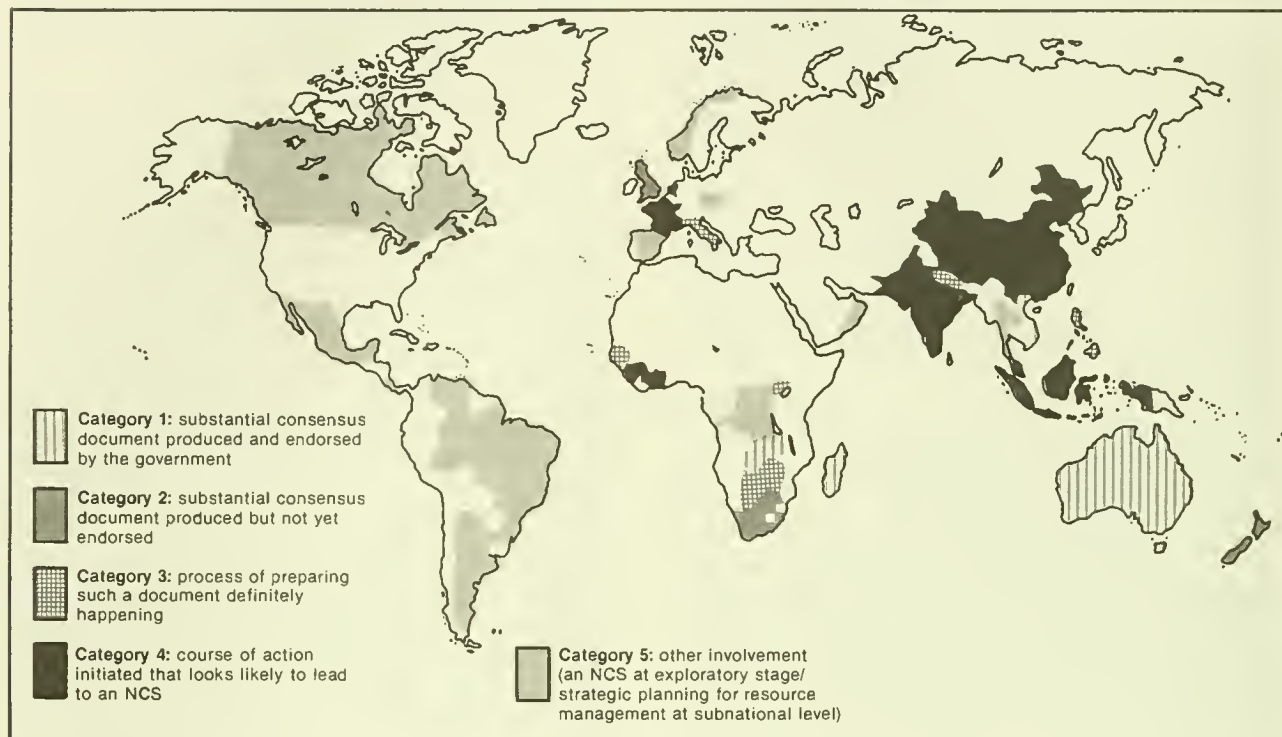 Category 1: substantial consensus
document produced and endorsed
by the government
Category 2: substantial consensus
document produced but not yet
endorsed
Category 3: process of preparing
such a document definitely
happening
Category 4: course of action
initiated that looks likely to lead
to an NCS
Category 5: other involvement
(an NCS at exploratory stage/
strategic planning for resource
management at subnational level)